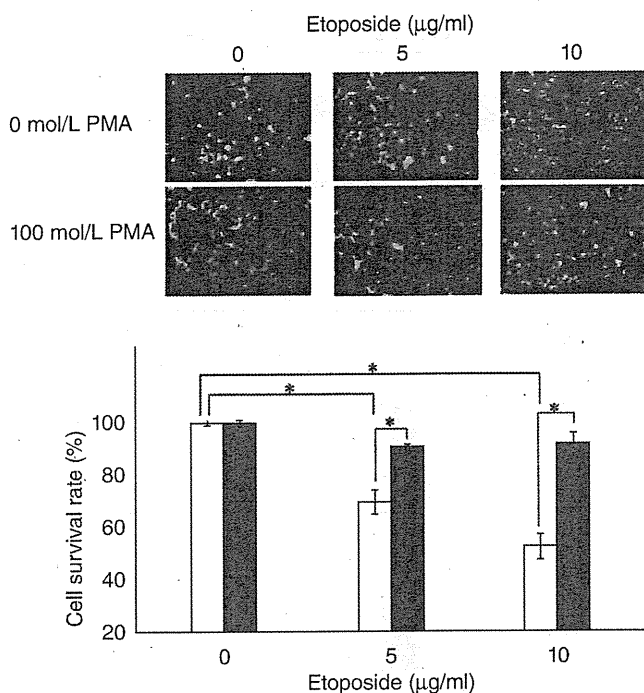 Etoposide (μg/ml)
0 5 10
0 mol/L PMA
100 mol/L PMA
* * * *
Cell survival rate (%)
100
80
60
40
20
0 5 10
Etoposide (μg/ml)